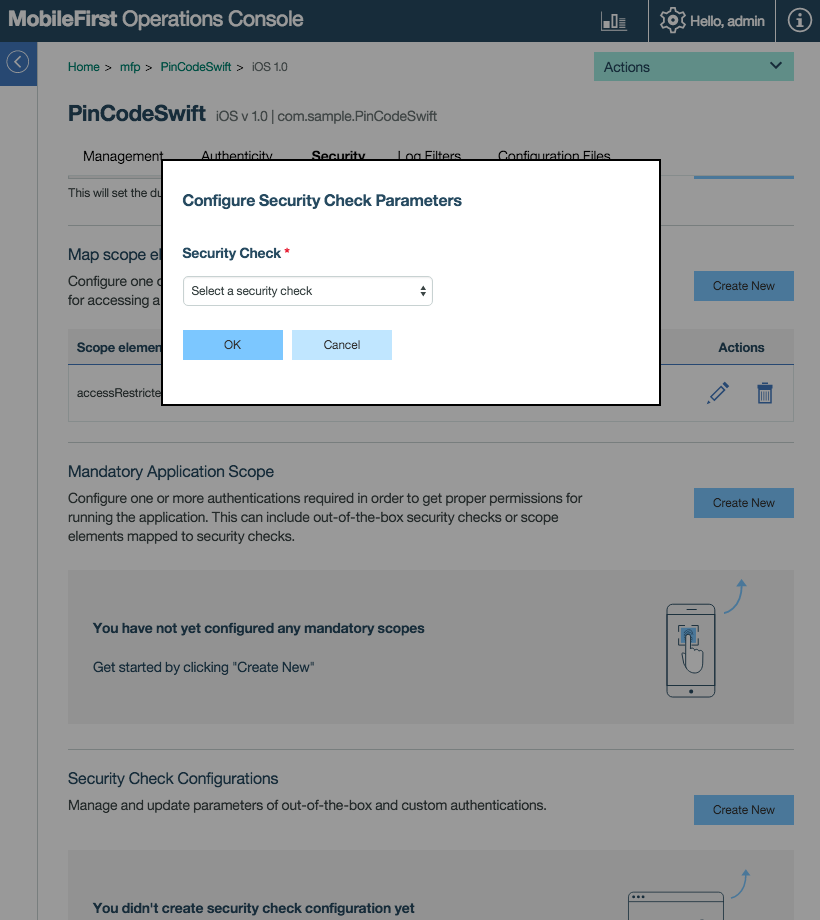 MobileFirst Operations Console
Hello, admin
Home > mfp > PinCodeSwift > iOS 1.0
Actions
PinCodeSwift iOS v 1.0 | com.sample.PinCodeSwift
Management Authenticity Security Log Filters Configuration Files
This will set the du
Configure Security Check Parameters
Security Check *
Select a security check
OK Cancel
Map scope el
Configure one o
for accessing a
Create New
Scope elemen Actions
accessRestricte
Mandatory Application Scope
Configure one or more authentications required in order to get proper permissions for
running the application. This can include out-of-the-box security checks or scope
elements mapped to security checks.
Create New
You have not yet configured any mandatory scopes
Get started by clicking "Create New"
Security Check Configurations
Manage and update parameters of out-of-the-box and custom authentications.
Create New
You didn't create security check configuration yet